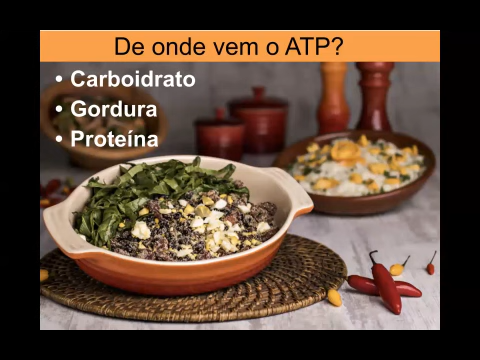 De onde vem o ATP?
• Carboidrato
• Gordura
• Proteína